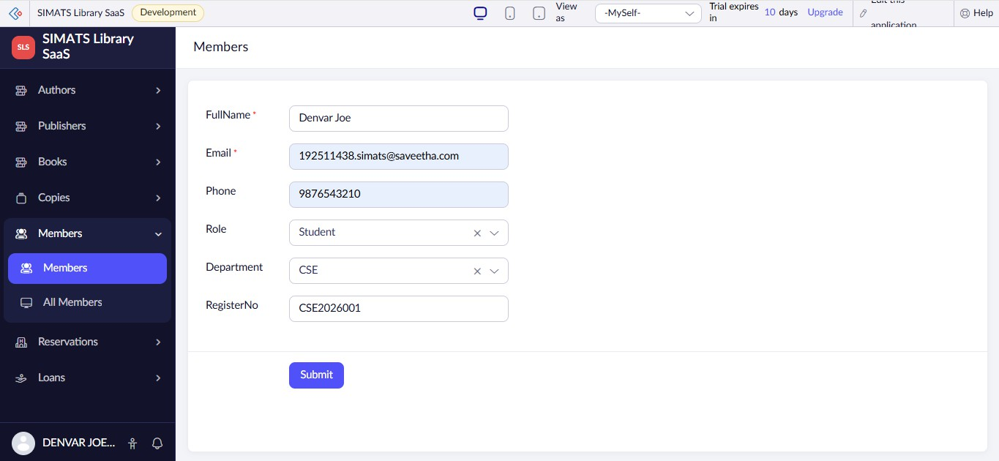 SIMATS Library SaaS
Development
View
as
-MySelf-
Trial expires
in
10 days
Upgrade
Edit this
application
Help
SLS
SIMATS Library
SaaS
Members
Authors
Publishers
Books
Copies
Members
Members
All Members
Reservations
Loans
DENVAR JOE...
FullName *
Denvar Joe
Email *
192511438.simats@saveetha.com
Phone
9876543210
Role
Student
Department
CSE
RegisterNo
CSE2026001
Submit